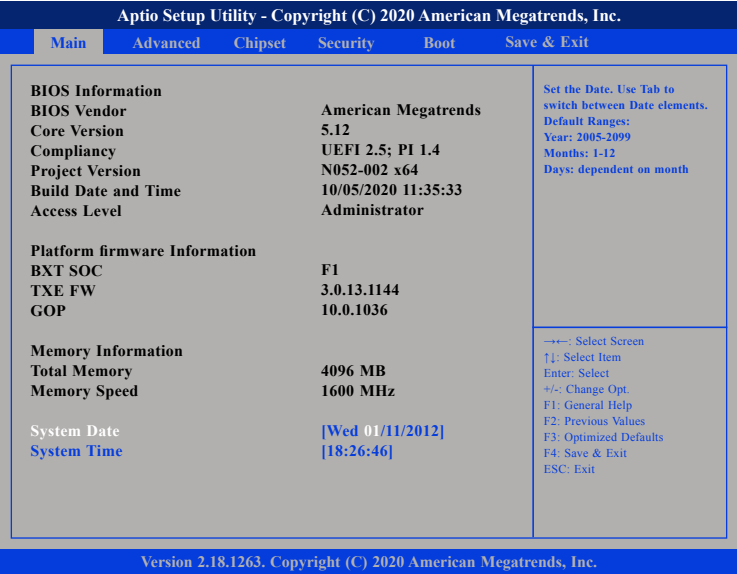 Aptio Setup Utility - Copyright (C) 2020 American Megatrends, Inc.
Main Advanced Chipset Security Boot Save & Exit
BIOS Information
BIOS Vendor American Megatrends
Core Version 5.12
Compliancy UEFI 2.5; PI 1.4
Project Version N052-002 x64
Build Date and Time 10/05/2020 11:35:33
Access Level Administrator
Platform firmware Information
BXT SOC F1
TXE FW 3.0.13.1144
GOP 10.0.1036
Memory Information
Total Memory 4096 MB
Memory Speed 1600 MHz
System Date [Wed 01/11/2012]
System Time [18:26:46]
Set the Date. Use Tab to
switch between Date elements.
Default Ranges:
Year: 2005-2099
Months: 1-12
Days: dependent on month
→←: Select Screen
↑↓: Select Item
Enter: Select
+/-: Change Opt.
F1: General Help
F2: Previous Values
F3: Optimized Defaults
F4: Save & Exit
ESC: Exit
Version 2.18.1263. Copyright (C) 2020 American Megatrends, Inc.